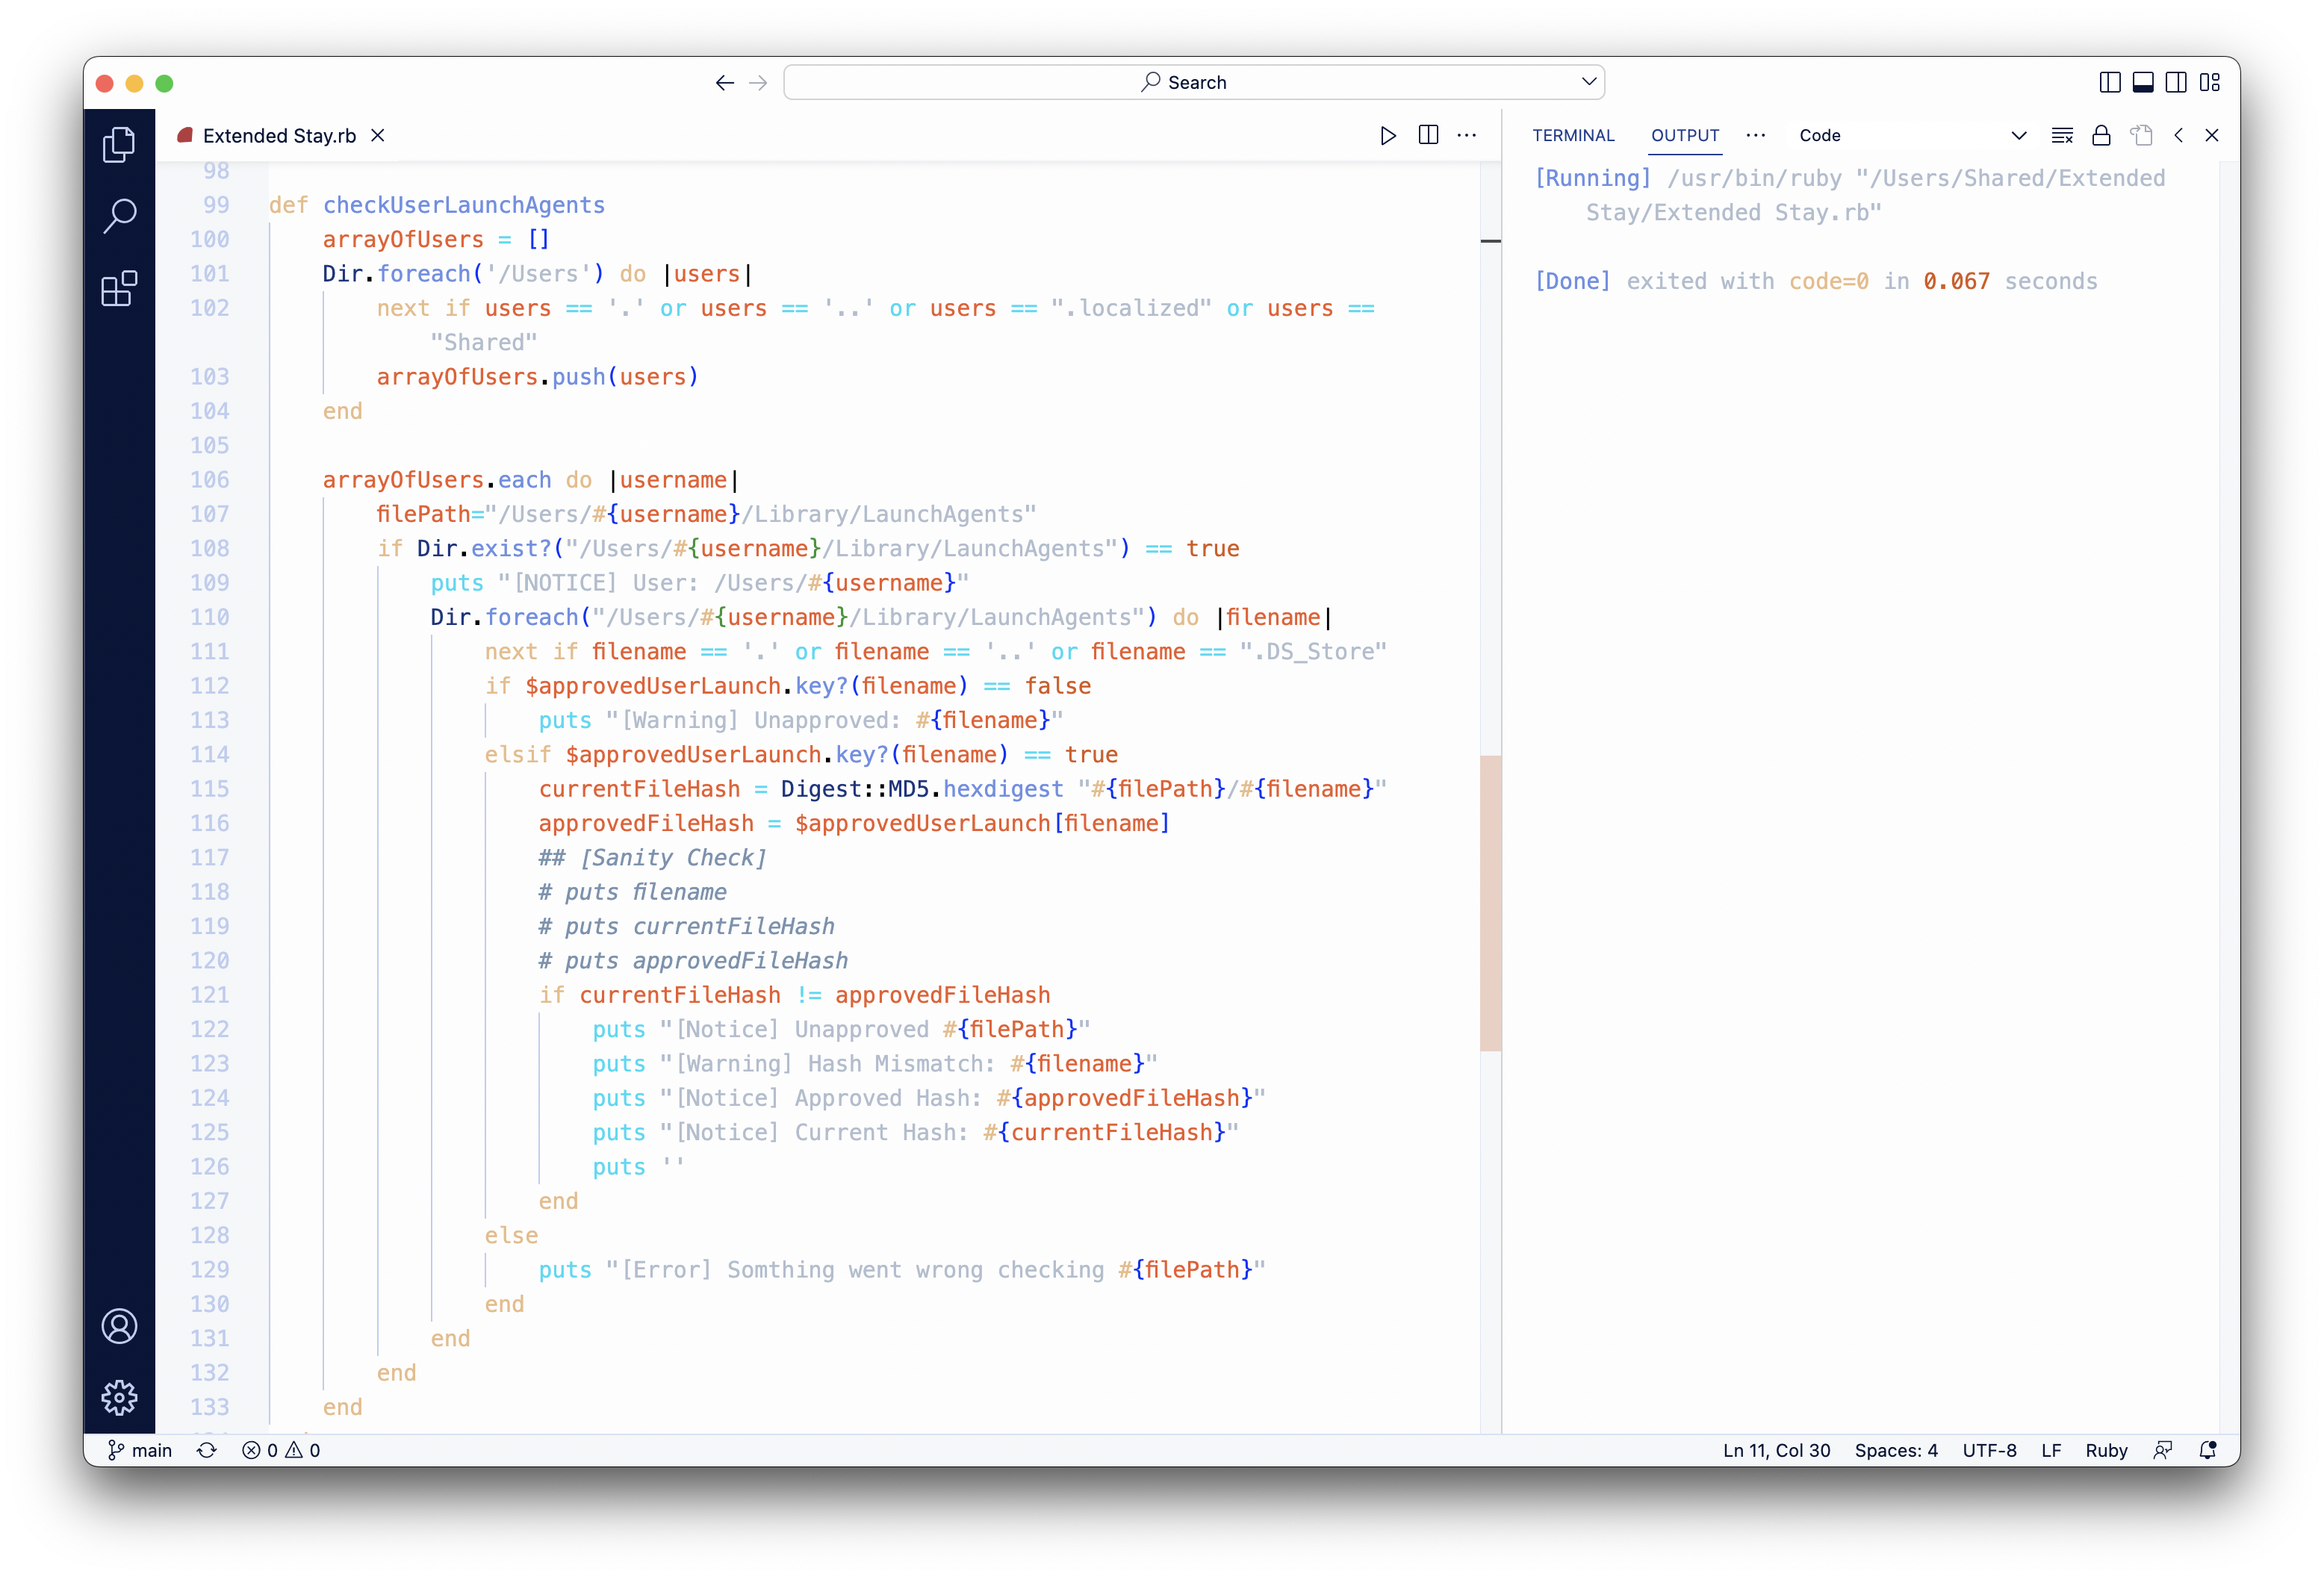 Search
Extended Stay.rb
TERMINAL OUTPUT ··· Code
98
99 def checkUserLaunchAgents
100 arrayOfUsers = []
101 Dir.foreach('/Users') do |users|
102 next if users == '.' or users == '..' or users == ".localized" or users ==
"Shared"
103 arrayOfUsers.push(users)
104 end
105
106 arrayOfUsers.each do |username|
107 filePath="/Users/#{username}/Library/LaunchAgents"
108 if Dir.exist?("/Users/#{username}/Library/LaunchAgents") == true
109 puts "[NOTICE] User: /Users/#{username}"
110 Dir.foreach("/Users/#{username}/Library/LaunchAgents") do |filename|
111 next if filename == '.' or filename == '..' or filename == ".DS_Store"
112 if $approvedUserLaunch.key?(filename) == false
113 puts "[Warning] Unapproved: #{filename}"
114 elsif $approvedUserLaunch.key?(filename) == true
115 currentFileHash = Digest::MD5.hexdigest "#{filePath}/#{filename}"
116 approvedFileHash = $approvedUserLaunch[filename]
117 ## [Sanity Check]
118 # puts filename
119 # puts currentFileHash
120 # puts approvedFileHash
121 if currentFileHash != approvedFileHash
122 puts "[Notice] Unapproved #{filePath}"
123 puts "[Warning] Hash Mismatch: #{filename}"
124 puts "[Notice] Approved Hash: #{approvedFileHash}"
125 puts "[Notice] Current Hash: #{currentFileHash}"
126 puts ''
127 end
128 else
129 puts "[Error] Somthing went wrong checking #{filePath}"
130 end
131 end
132 end
133 end
[Running] /usr/bin/ruby "/Users/Shared/Extended
Stay/Extended Stay.rb"
[Done] exited with code=0 in 0.067 seconds
main 0 0 Ln 11, Col 30 Spaces: 4 UTF-8 LF Ruby